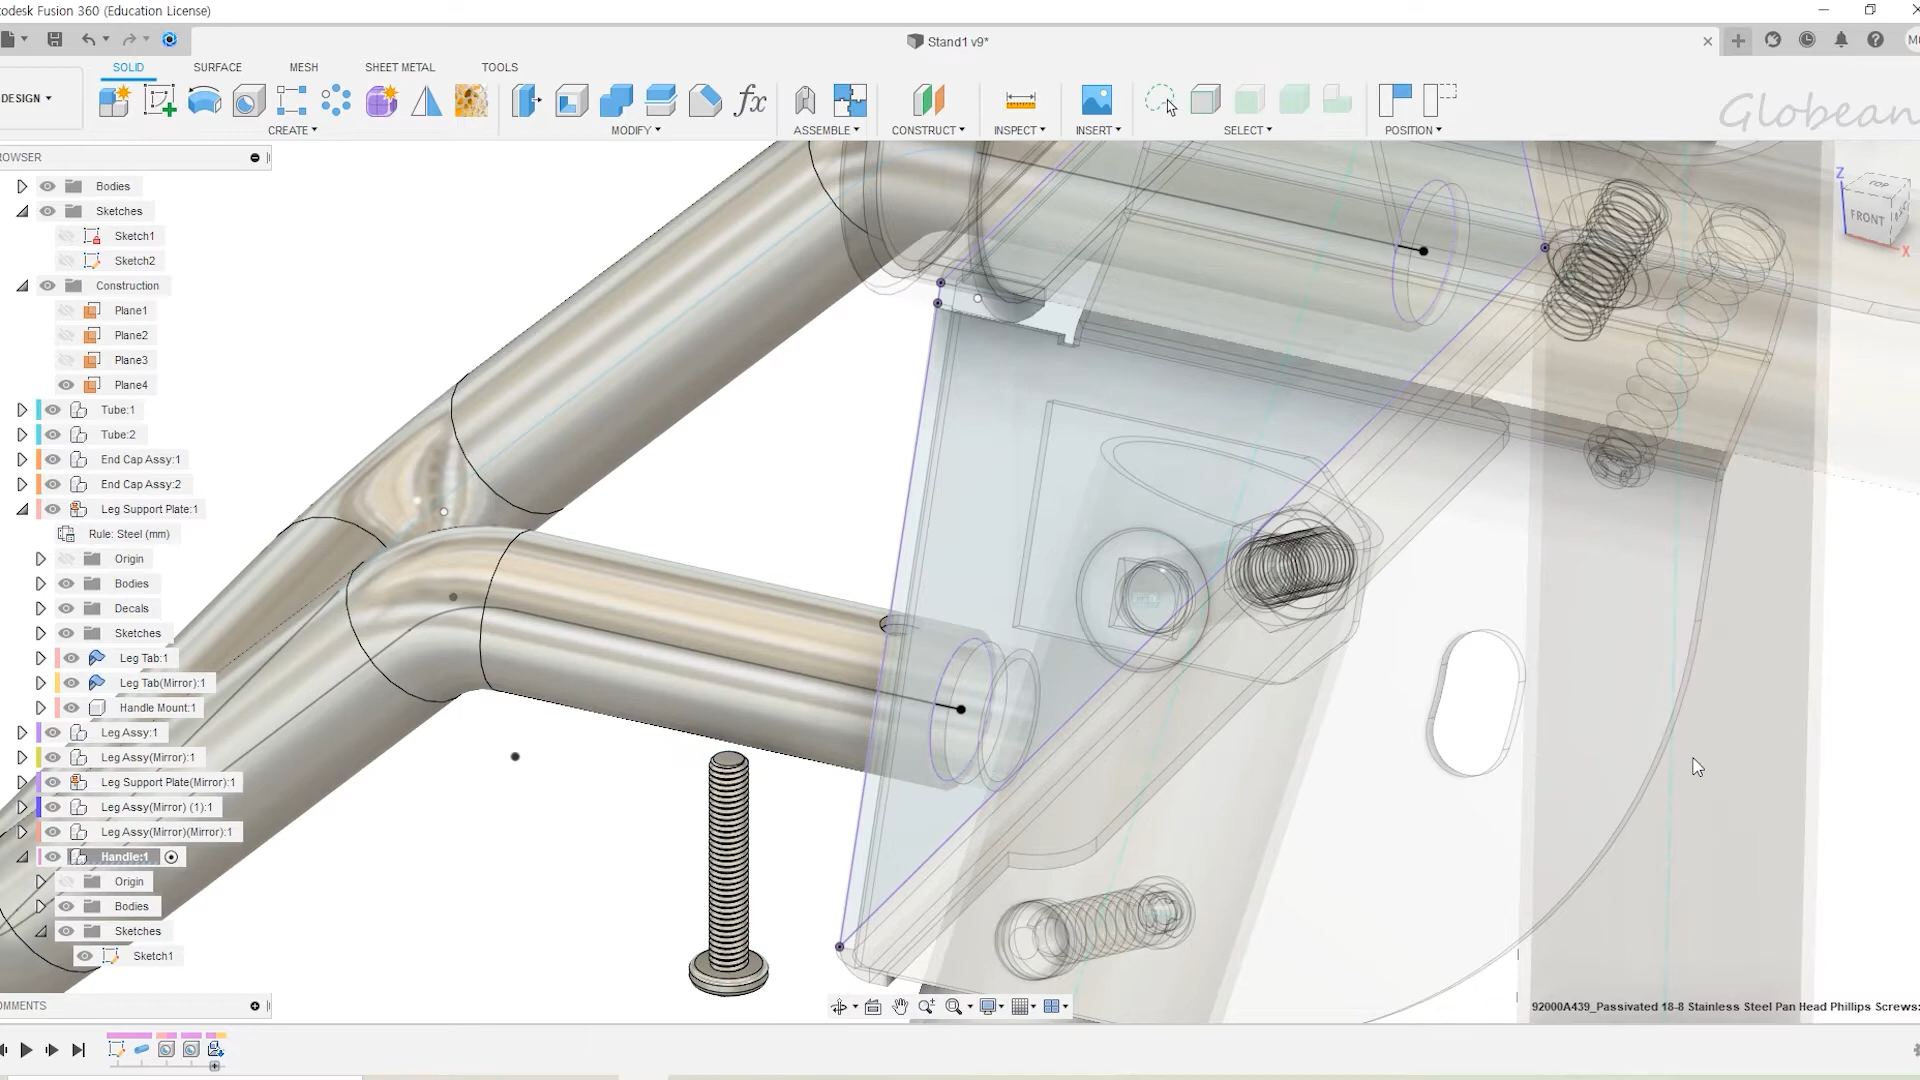 todesk Fusion 360 (Education License)
Stand1 v9*
SOLID SURFACE MESH SHEET METAL TOOLS
DESIGN
CREATE MODIFY ASSEMBLE CONSTRUCT INSPECT INSERT SELECT POSITION
Globean
ROWSER
Bodies
Sketches
Sketch1
Sketch2
Construction
Plane1
Plane2
Plane3
Plane4
Tube:1
Tube:2
End Cap Assy:1
End Cap Assy:2
Leg Support Plate:1
Rule: Steel (mm)
Origin
Bodies
Decals
Sketches
Leg Tab:1
Leg Tab(Mirror):1
Handle Mount:1
Leg Assy:1
Leg Assy(Mirror):1
Leg Support Plate(Mirror):1
Leg Assy(Mirror) (1):1
Leg Assy(Mirror)(Mirror):1
Handle:1
Origin
Bodies
Sketches
Sketch1
OMMENTS
Z
TOP
FRONT
X
92000A439_Passivated 18-8 Stainless Steel Pan Head Phillips Screws: